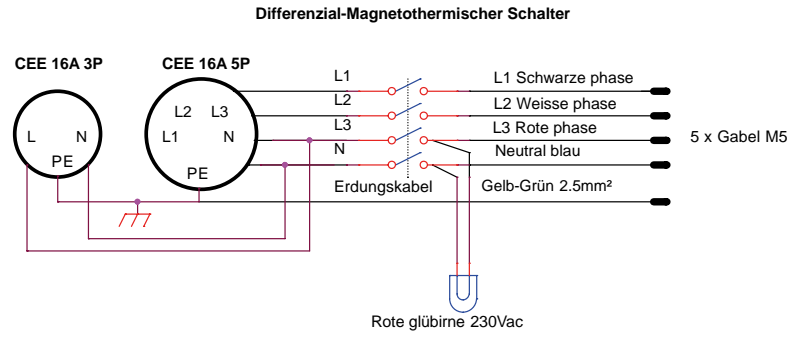 Differenzial-Magnetothermischer Schalter
CEE 16A 3P
CEE 16A 5P
L1
L1 Schwarze phase
L2
L2 Weisse phase
L3
L3 Rote phase
N
Neutral blau
5 x Gabel M5
L2 L3
L1 N
PE
L N
PE
Erdungskabel
Gelb-Grün 2.5mm²
Rote glübirne 230Vac